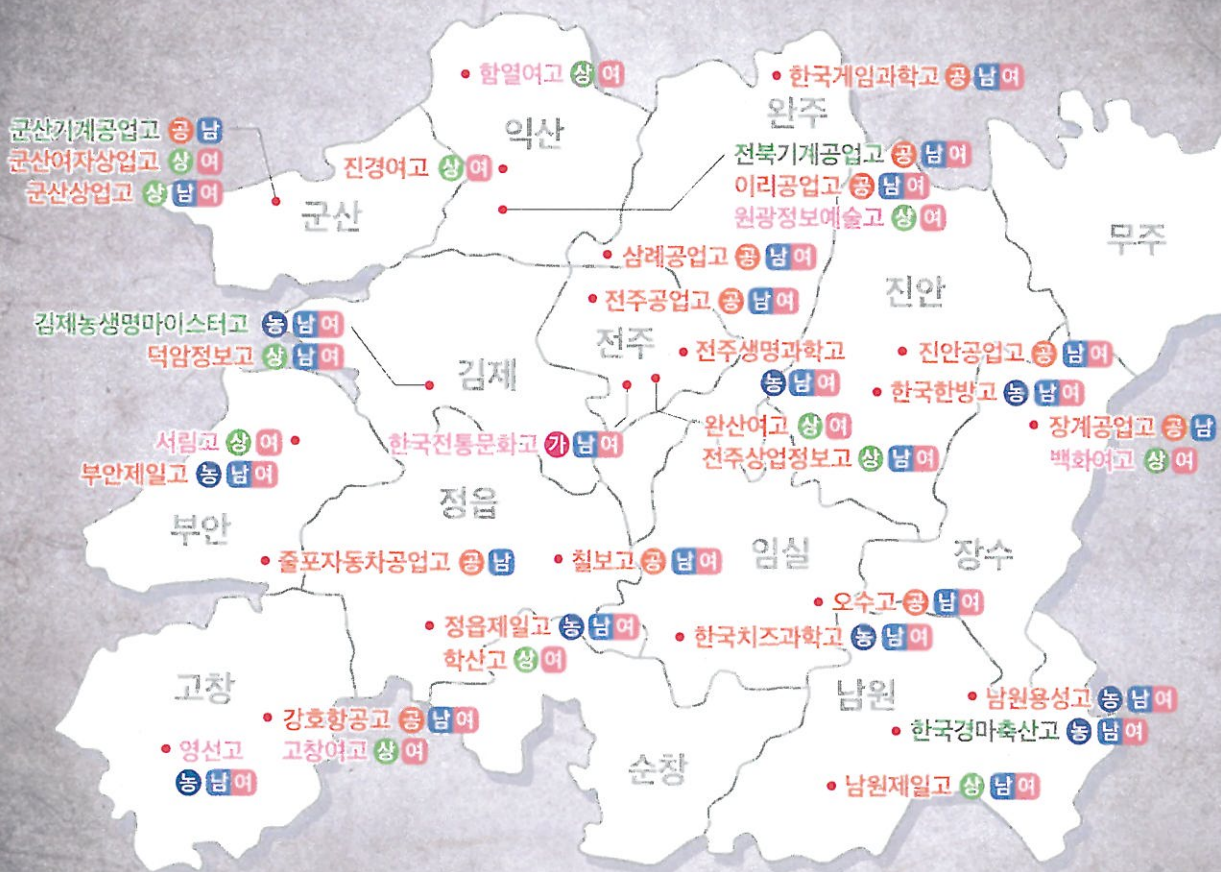 함열여고 상 여
한국게임과학고 공 남 여
완주
익산
군산기계공업고 공 남
군산여자상업고 상 여
군산상업고 상 남 여
진경여고 상 여
전북기계공업고 공 남 여
이리공업고 공 남 여
원광정보예술고 상 여
군산
무주
삼례공업고 공 남 여
진안
전주공업고 공 남 여
김제농생명마이스터고 농 남 여
덕암정보고 상 남 여
전주
김제
전주생명과학고
농 남 여
진안공업고 공 남 여
한국한방고 농 남 여
완산여고 상 여
전주상업정보고 상 남 여
장계공업고 공 남
백화여고 상 여
서림고 상 여
부안제일고 농 남 여
한국전통문화고 가 남 여
정읍
부안
줄포자동차공업고 공 남
칠보고 공 남 여
임실
장수
오수고 공 남 여
정읍제일고 농 남 여
학산고 상 여
한국치즈과학고 농 남 여
고창
남원
강호항공고 공 남 여
고창여고 상 여
영선고
농 남 여
남원용성고 농 남 여
한국경마축산고 농 남 여
순창
남원제일고 상 남 여